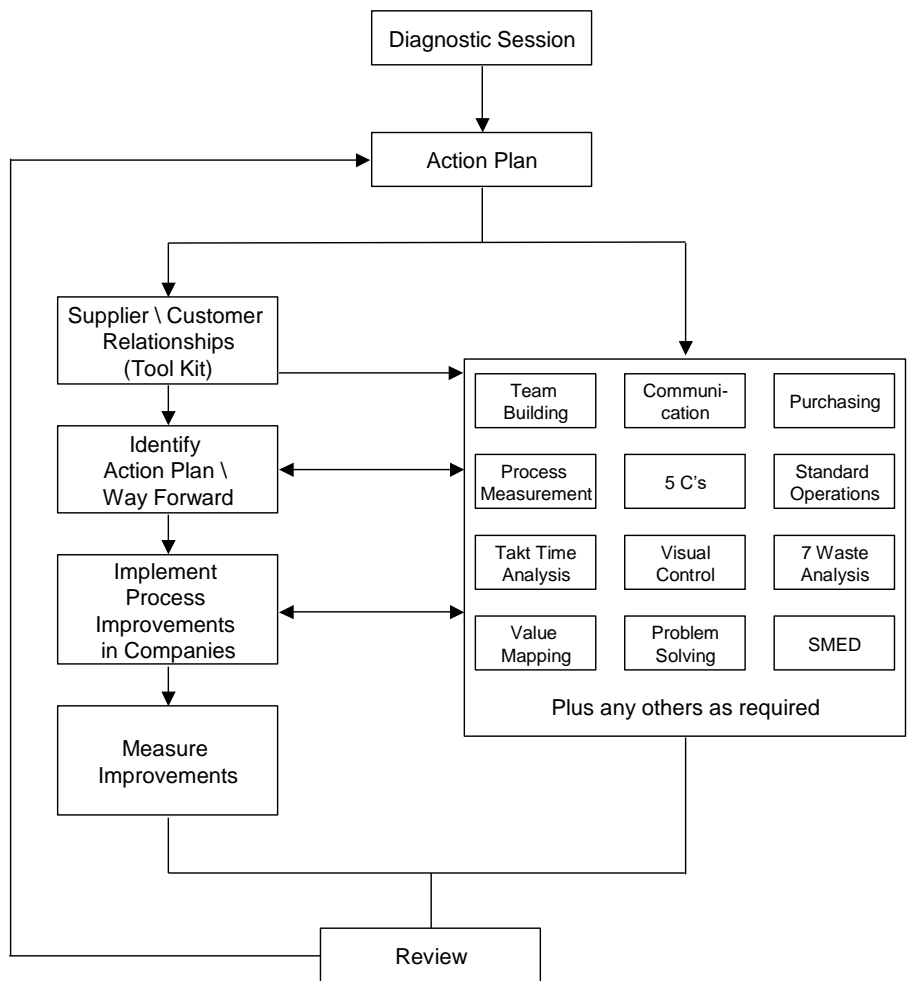 Diagnostic Session
Action Plan
Supplier \ Customer
Relationships
(Tool Kit)
Identify
Action Plan \
Way Forward
Implement
Process
Improvements
in Companies
Measure
Improvements
Team
Building
Communi-
cation
Purchasing
Process
Measurement
5 C's
Standard
Operations
Takt Time
Analysis
Visual
Control
7 Waste
Analysis
Value
Mapping
Problem
Solving
SMED
Plus any others as required
Review